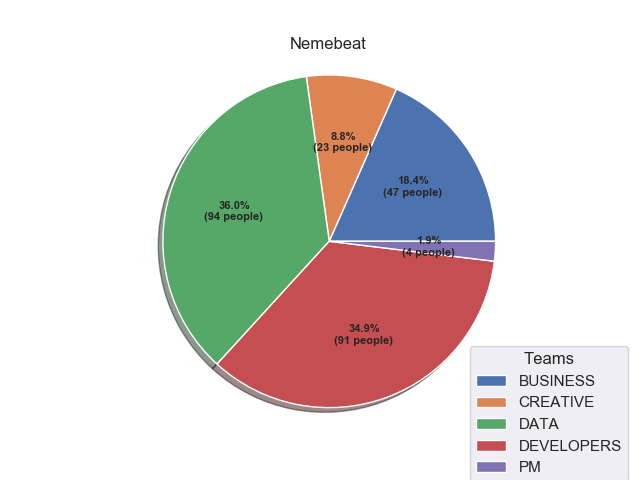 Nemebeat
8.8%
(23 people)
18.4%
(47 people)
36.0%
(94 people)
1.9%
(4 people)
34.9%
(91 people)
Teams
BUSINESS
CREATIVE
DATA
DEVELOPERS
PM